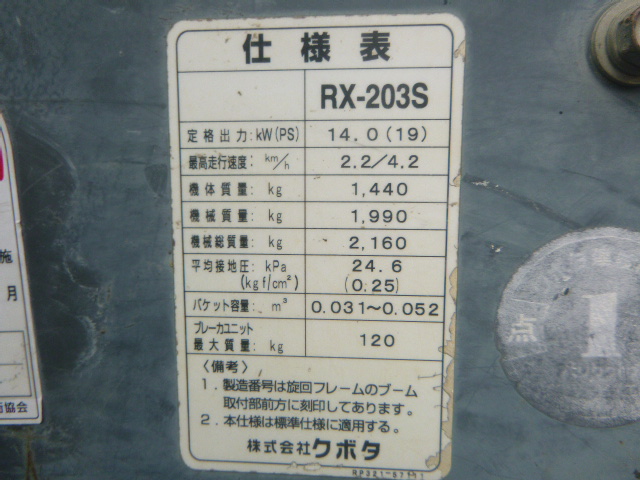 仕様表
RX-203S
定格出力:kW(PS) 14.0(19)
最高走行速度: km/h 2.2/4.2
機体質量: kg 1,440
機械質量: kg 1,990
機械総質量: kg 2,160
平均接地圧: kPa 24.6
(kgf/cm²) (0.25)
バケット容量: m³ 0.031〜0.052
ブレーカユニット
最大質量: kg 120
〈備考〉
1.製造番号は旋回フレームのブーム
取付部前方に刻印してあります。
2.本仕様は標準仕様に適用する。
株式会社クボタ
施
月
協会
点
1